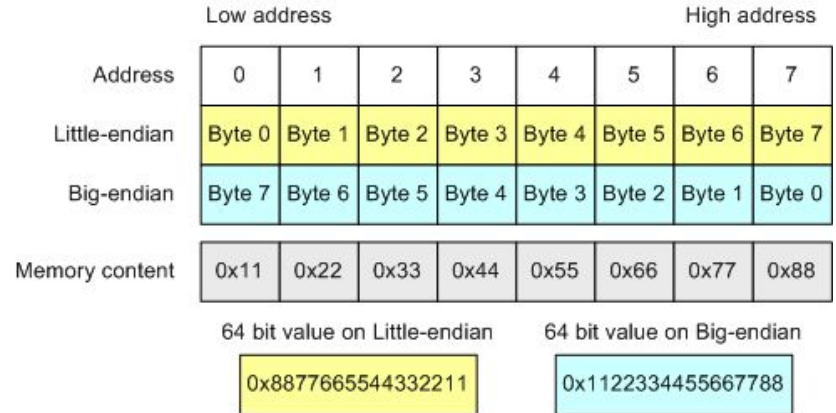 Low address High address
Address 0 1 2 3 4 5 6 7
Little-endian Byte 0 Byte 1 Byte 2 Byte 3 Byte 4 Byte 5 Byte 6 Byte 7
Big-endian Byte 7 Byte 6 Byte 5 Byte 4 Byte 3 Byte 2 Byte 1 Byte 0
Memory content 0x11 0x22 0x33 0x44 0x55 0x66 0x77 0x88
64 bit value on Little-endian 64 bit value on Big-endian
0x8877665544332211 0x1122334455667788